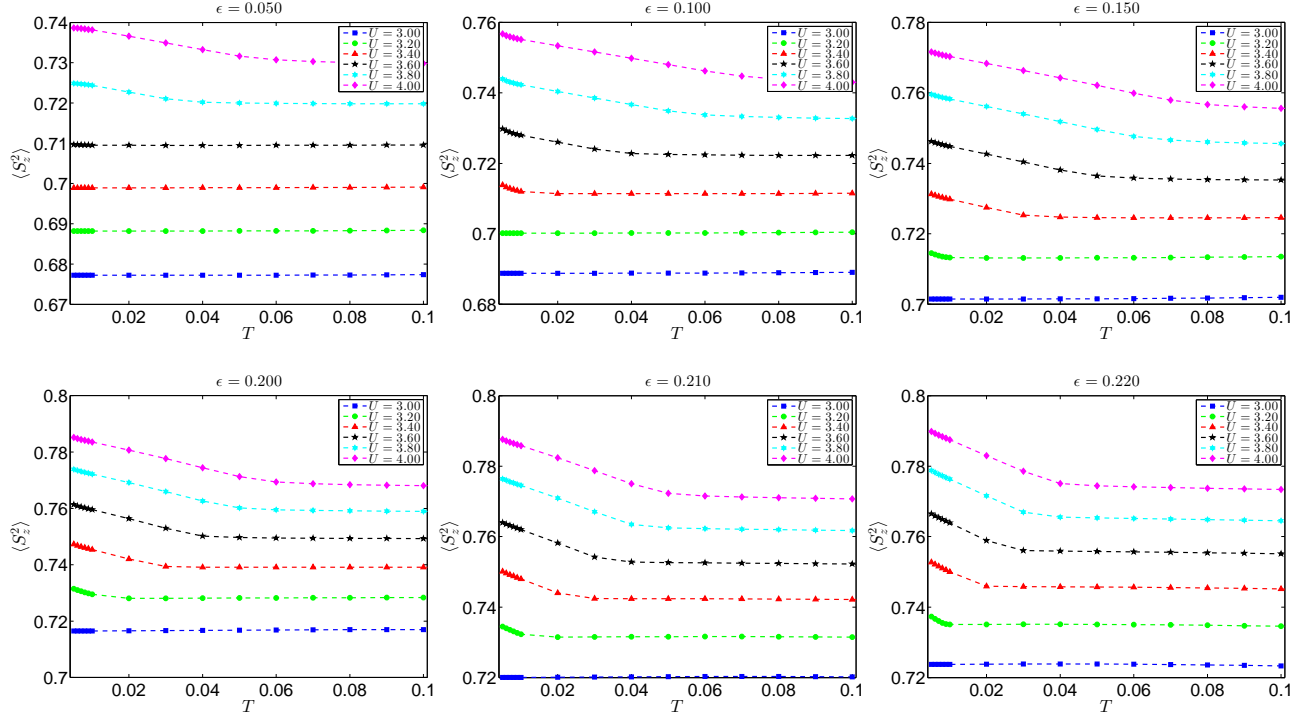 ϵ = 0.050
0.74
0.73
0.72
0.71
0.7
0.69
0.68
0.67
⟨S_z^2⟩
0.02
0.04
0.06
0.08
0.1
T
U = 3.00
U = 3.20
U = 3.40
U = 3.60
U = 3.80
U = 4.00
ϵ = 0.100
0.76
0.74
0.72
0.7
0.68
⟨S_z^2⟩
0.02
0.04
0.06
0.08
0.1
T
U = 3.00
U = 3.20
U = 3.40
U = 3.60
U = 3.80
U = 4.00
ϵ = 0.150
0.78
0.76
0.74
0.72
0.7
⟨S_z^2⟩
0.02
0.04
0.06
0.08
0.1
T
U = 3.00
U = 3.20
U = 3.40
U = 3.60
U = 3.80
U = 4.00
ϵ = 0.200
0.8
0.78
0.76
0.74
0.72
0.7
⟨S_z^2⟩
0.02
0.04
0.06
0.08
0.1
T
U = 3.00
U = 3.20
U = 3.40
U = 3.60
U = 3.80
U = 4.00
ϵ = 0.210
0.8
0.78
0.76
0.74
0.72
⟨S_z^2⟩
0.02
0.04
0.06
0.08
0.1
T
U = 3.00
U = 3.20
U = 3.40
U = 3.60
U = 3.80
U = 4.00
ϵ = 0.220
0.8
0.78
0.76
0.74
0.72
⟨S_z^2⟩
0.02
0.04
0.06
0.08
0.1
T
U = 3.00
U = 3.20
U = 3.40
U = 3.60
U = 3.80
U = 4.00